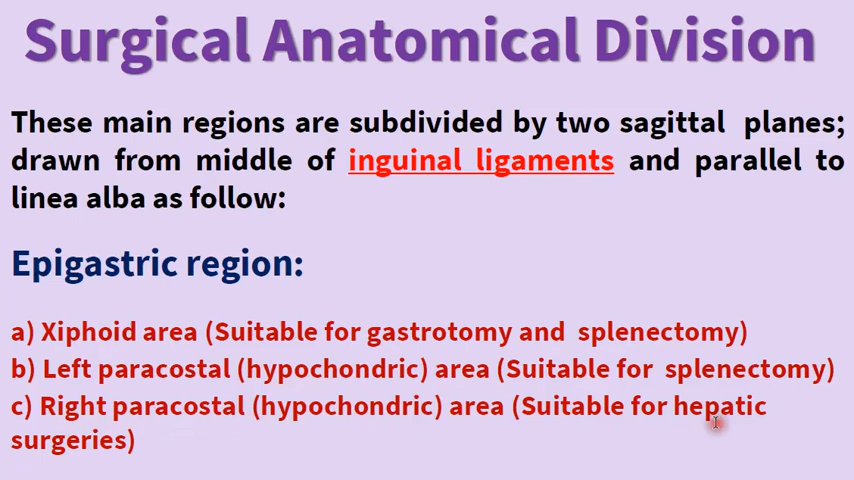 Surgical Anatomical Division
These main regions are subdivided by two sagittal planes;
drawn from middle of inguinal ligaments and parallel to
linea alba as follow:
Epigastric region:
a) Xiphoid area (Suitable for gastrotomy and splenectomy)
b) Left paracostal (hypochondric) area (Suitable for splenectomy)
c) Right paracostal (hypochondric) area (Suitable for hepatic
surgeries)